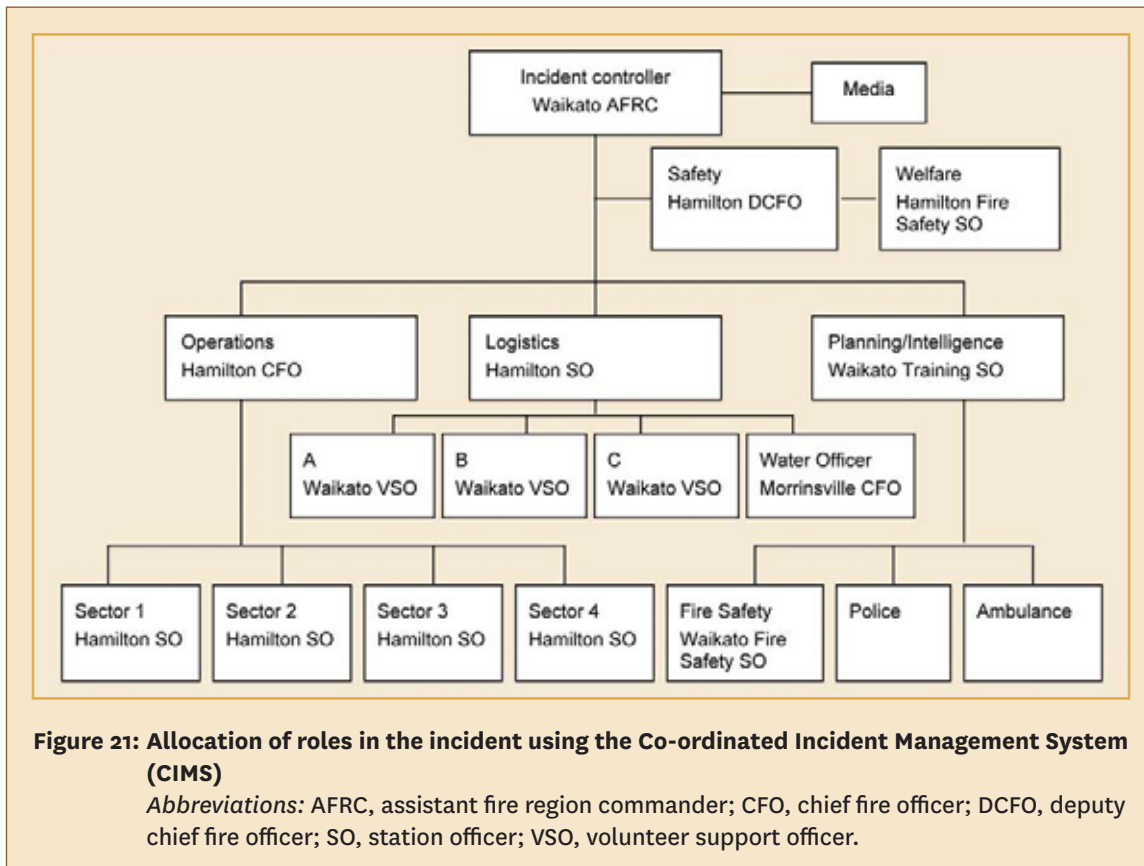 Incident controller
Waikato AFRC
Media
Safety
Hamilton DCFO
Welfare
Hamilton Fire
Safety SO
Operations
Hamilton CFO
Logistics
Hamilton SO
Planning/Intelligence
Waikato Training SO
A
Waikato VSO
B
Waikato VSO
C
Waikato VSO
Water Officer
Morrinsville CFO
Sector 1
Hamilton SO
Sector 2
Hamilton SO
Sector 3
Hamilton SO
Sector 4
Hamilton SO
Fire Safety
Waikato Fire
Safety SO
Police
Ambulance
Figure 21: Allocation of roles in the incident using the Co-ordinated Incident Management System
(CIMS)
Abbreviations: AFRC, assistant fire region commander; CFO, chief fire officer; DCFO, deputy
chief fire officer; SO, station officer; VSO, volunteer support officer.